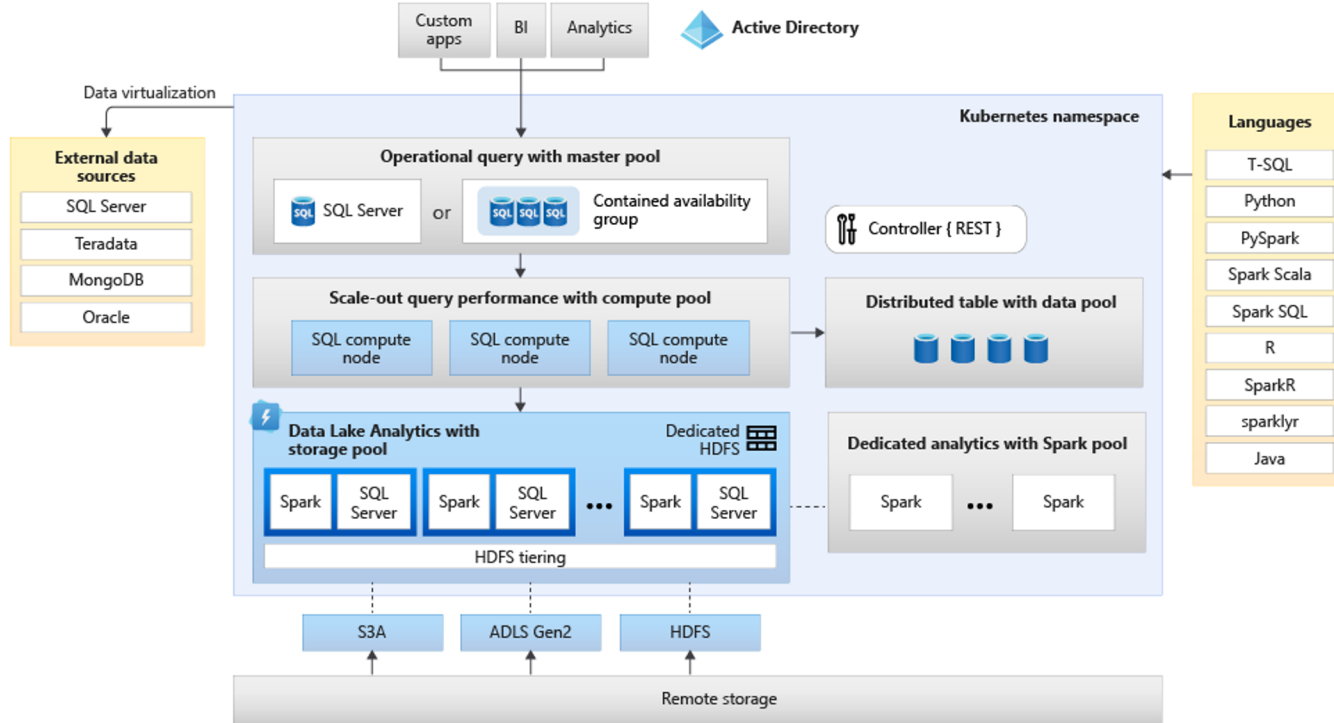 Custom
apps
BI
Analytics
Active Directory
Data virtualization
Kubernetes namespace
External data
sources
SQL Server
Teradata
MongoDB
Oracle
Operational query with master pool
SQL
SQL Server
or
SQL SQL SQL
Contained availability
group
Controller { REST }
Scale-out query performance with compute pool
SQL compute
node
SQL compute
node
SQL compute
node
Distributed table with data pool
Data Lake Analytics with
storage pool
Dedicated
HDFS
Spark
SQL
Server
Spark
SQL
Server
•••
Spark
SQL
Server
HDFS tiering
Dedicated analytics with Spark pool
Spark
•••
Spark
Languages
T-SQL
Python
PySpark
Spark Scala
Spark SQL
R
SparkR
sparklyr
Java
S3A
ADLS Gen2
HDFS
Remote storage